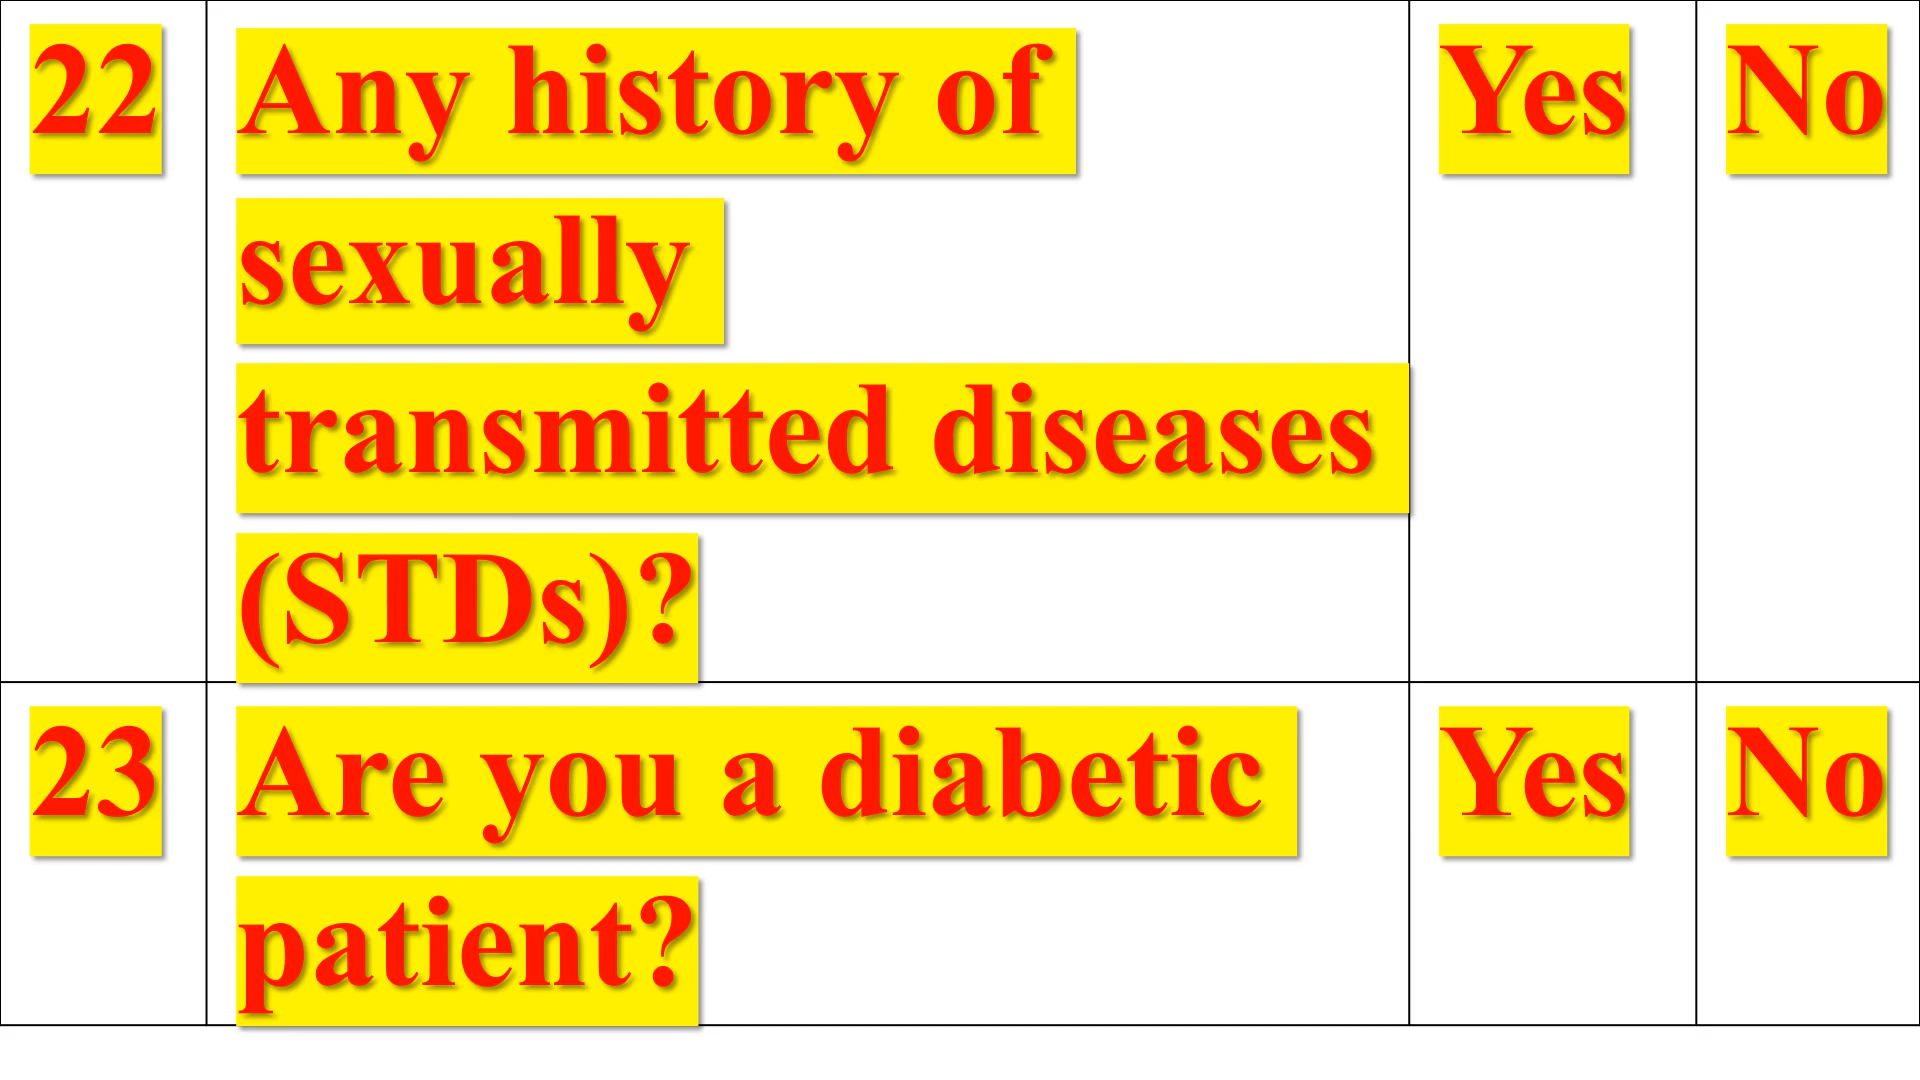 22 Any history of Yes No
sexually
transmitted diseases
(STDs)?
23 Are you a diabetic Yes No
patient?